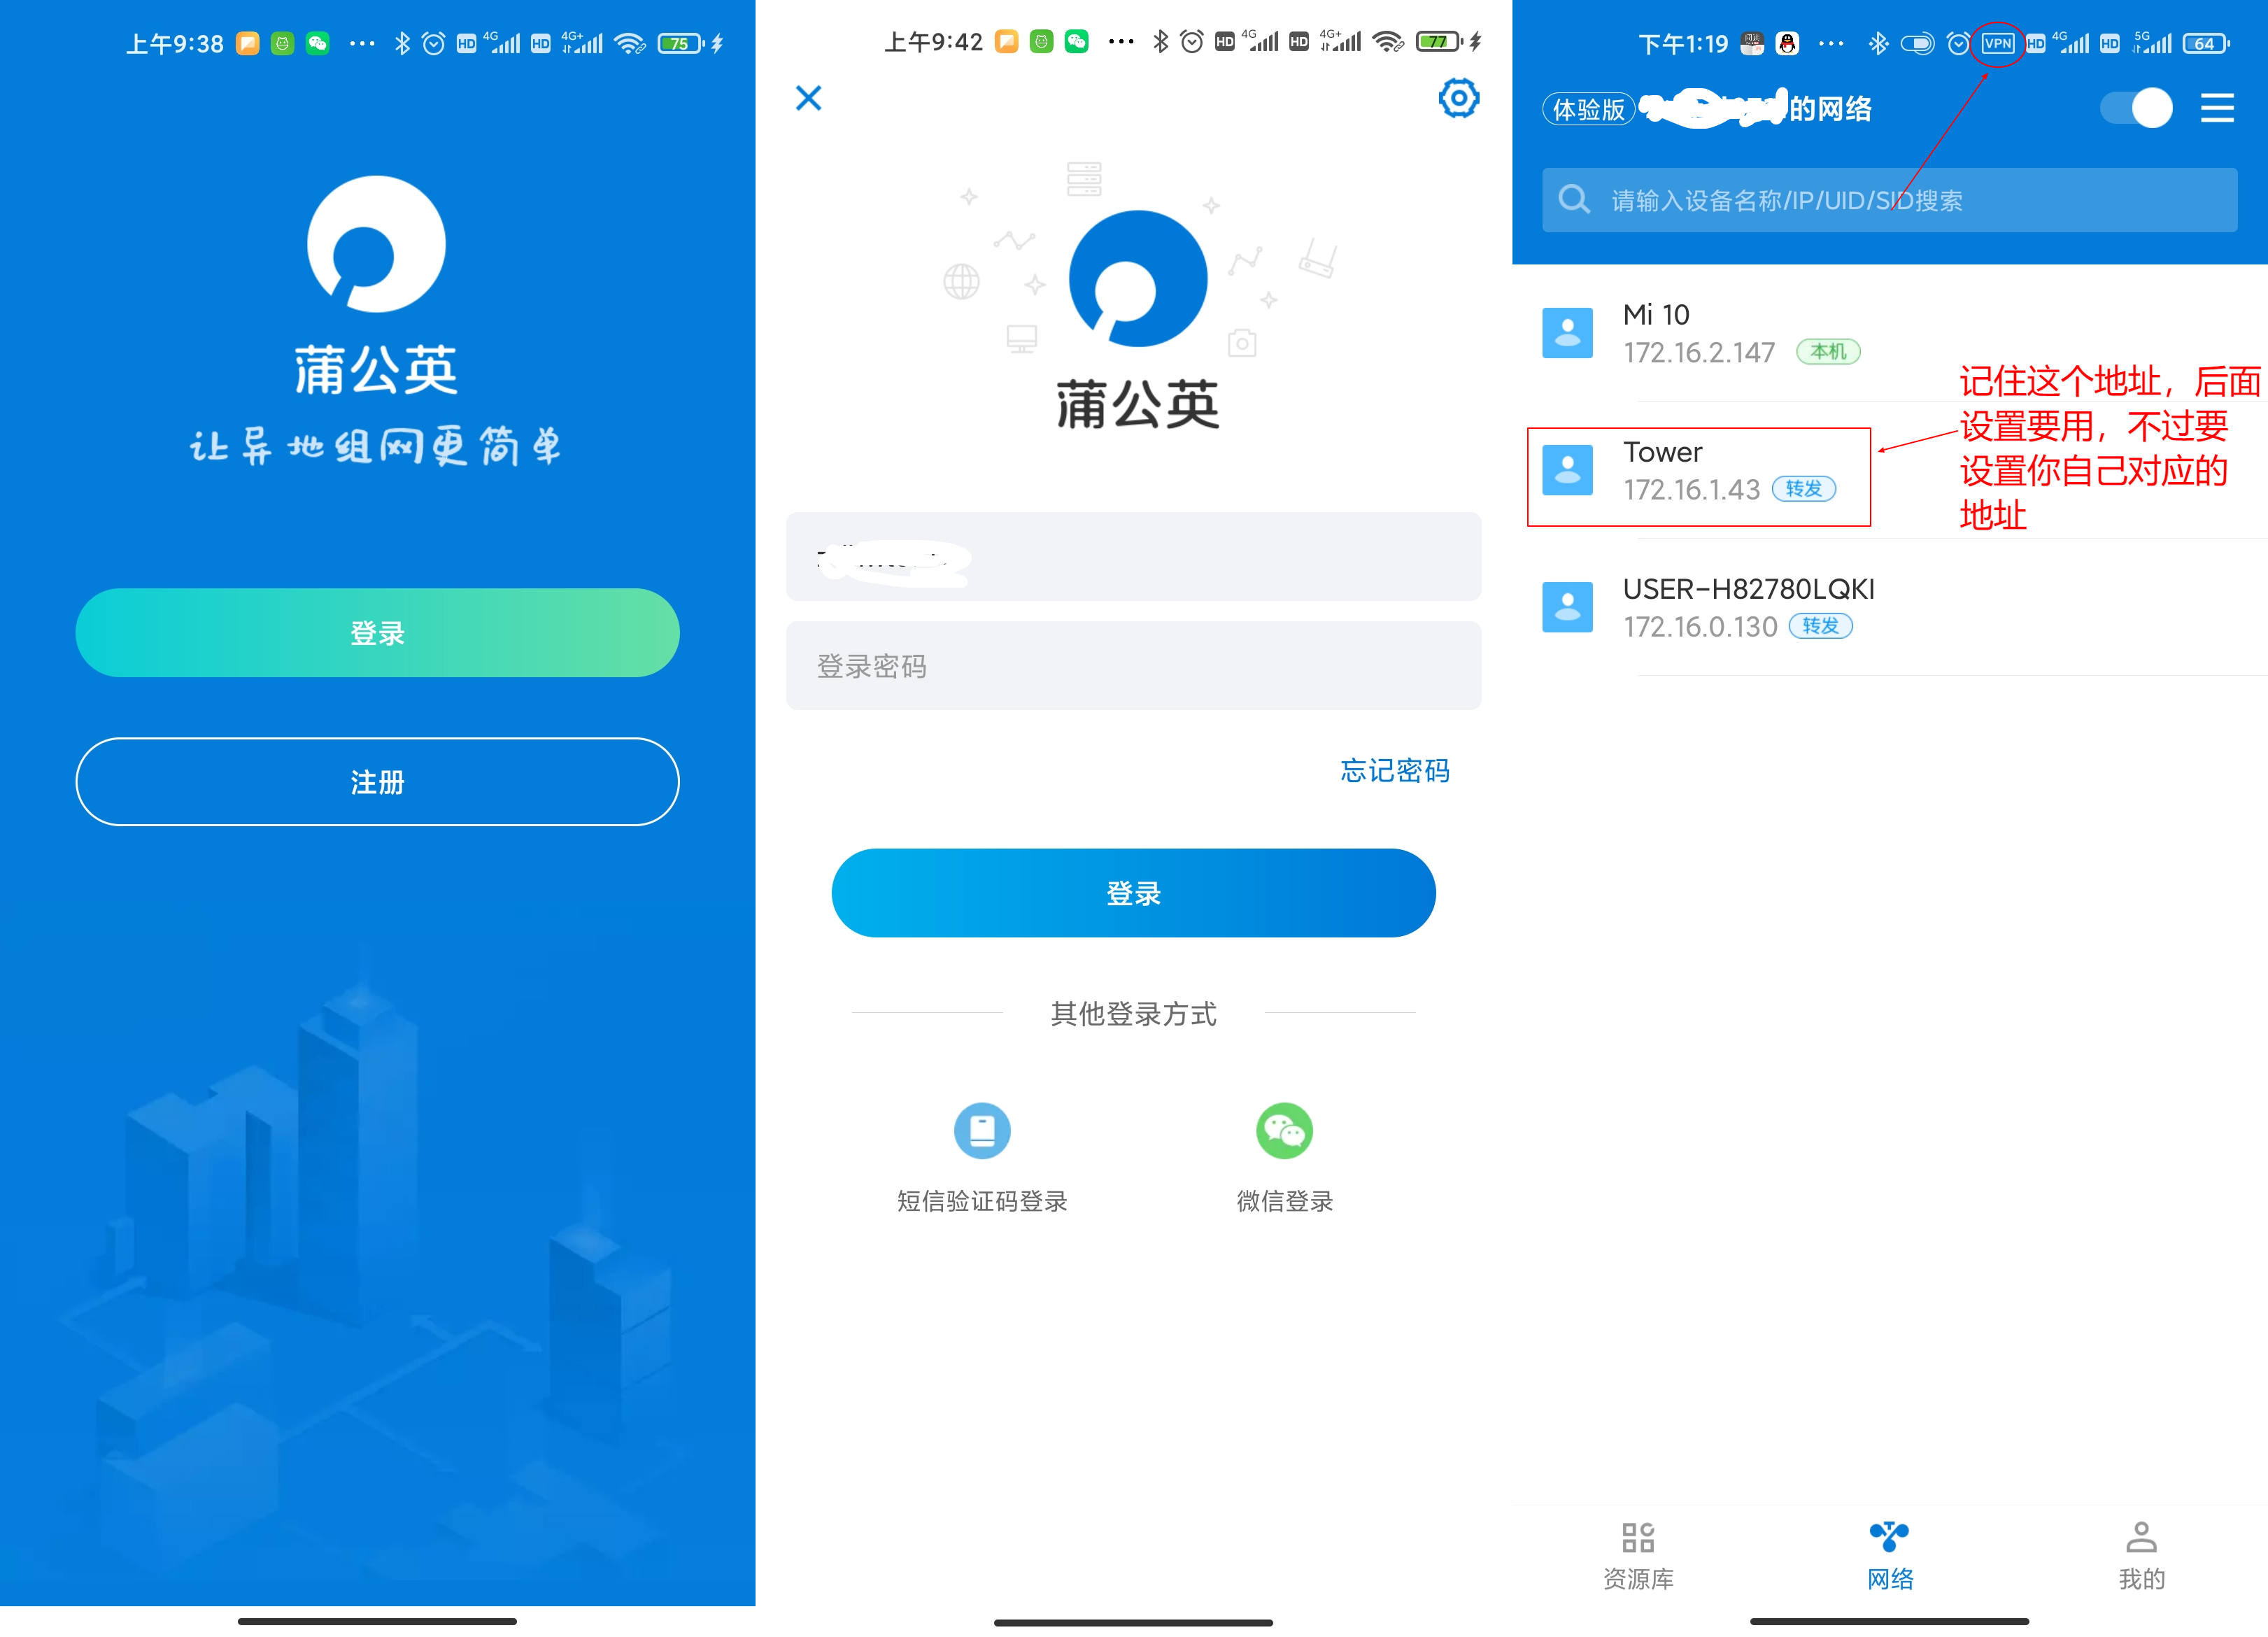 上午9:38
4G
4G+
HD
HD
75
蒲公英
让异地组网更简单
登录
注册
上午9:42
HD
4G
HD
4G+
77
蒲公英
登录密码
忘记密码
登录
其他登录方式
短信验证码登录
微信登录
下午1:19
VPN
HD
4G
HD
5G
64
体验版
的网络
请输入设备名称/IP/UID/SID搜索
Mi 10
172.16.2.147 本机
Tower
172.16.1.43 转发
USER-H82780LQKI
172.16.0.130 转发
记住这个地址，后面
设置要用，不过要
设置你自己对应的
地址
资源库
网络
我的